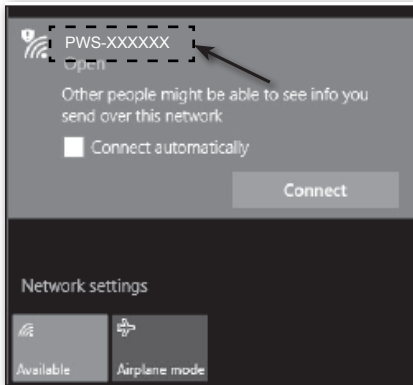 PWS-XXXXXX
Open
Other people might be able to see info you
send over this network
Connect automatically
Connect
Network settings
Available
Airplane mode